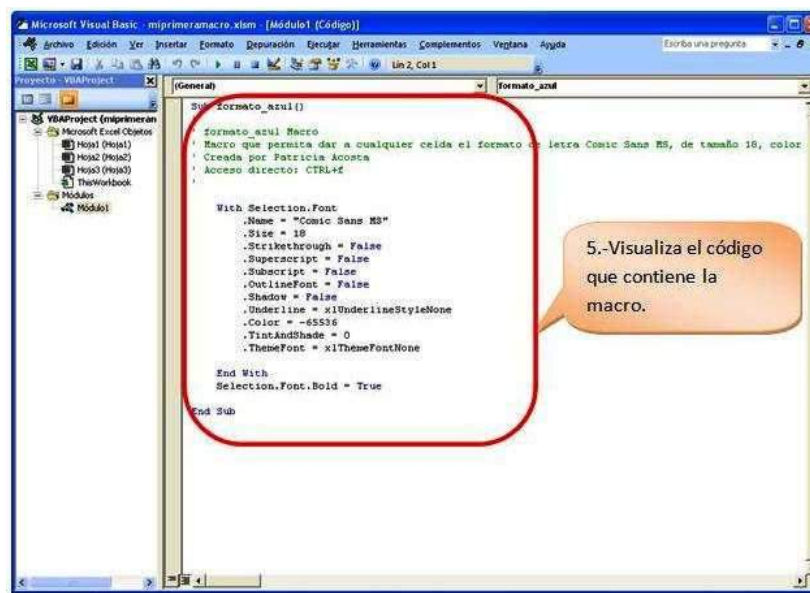 Microsoft Visual Basic - miprimeramacro.xlsm - [Módulo1 (Código)]
Archivo Edición Ver Insertar Formato Depuración Ejecutar Herramientas Complementos Ventana Ayuda
Escriba una pregunta
Lin 2, Col 1
Proyecto - VBAProject
(General)
formato_azul
VBAProject (miprimeran
Microsoft Excel Objetos
Hoja1 (Hoja1)
Hoja2 (Hoja2)
Hoja3 (Hoja3)
ThisWorkbook
Módulos
Módulo1
Sub formato_azul()
'
' formato_azul Macro
' Macro que permita dar a cualquier celda el formato de letra Comic Sans MS, de tamaño 18, color
' Creada por Patricia Acosta
' Acceso directo: CTRL+f
'
With Selection.Font
.Name = "Comic Sans MS"
.Size = 18
.Strikethrough = False
.Superscript = False
.Subscript = False
.OutlineFont = False
.Shadow = False
.Underline = xlUnderlineStyleNone
.Color = -65536
.TintAndShade = 0
.ThemeFont = xlThemeFontNone
End With
Selection.Font.Bold = True
End Sub
5.-Visualiza el código
que contiene la
macro.